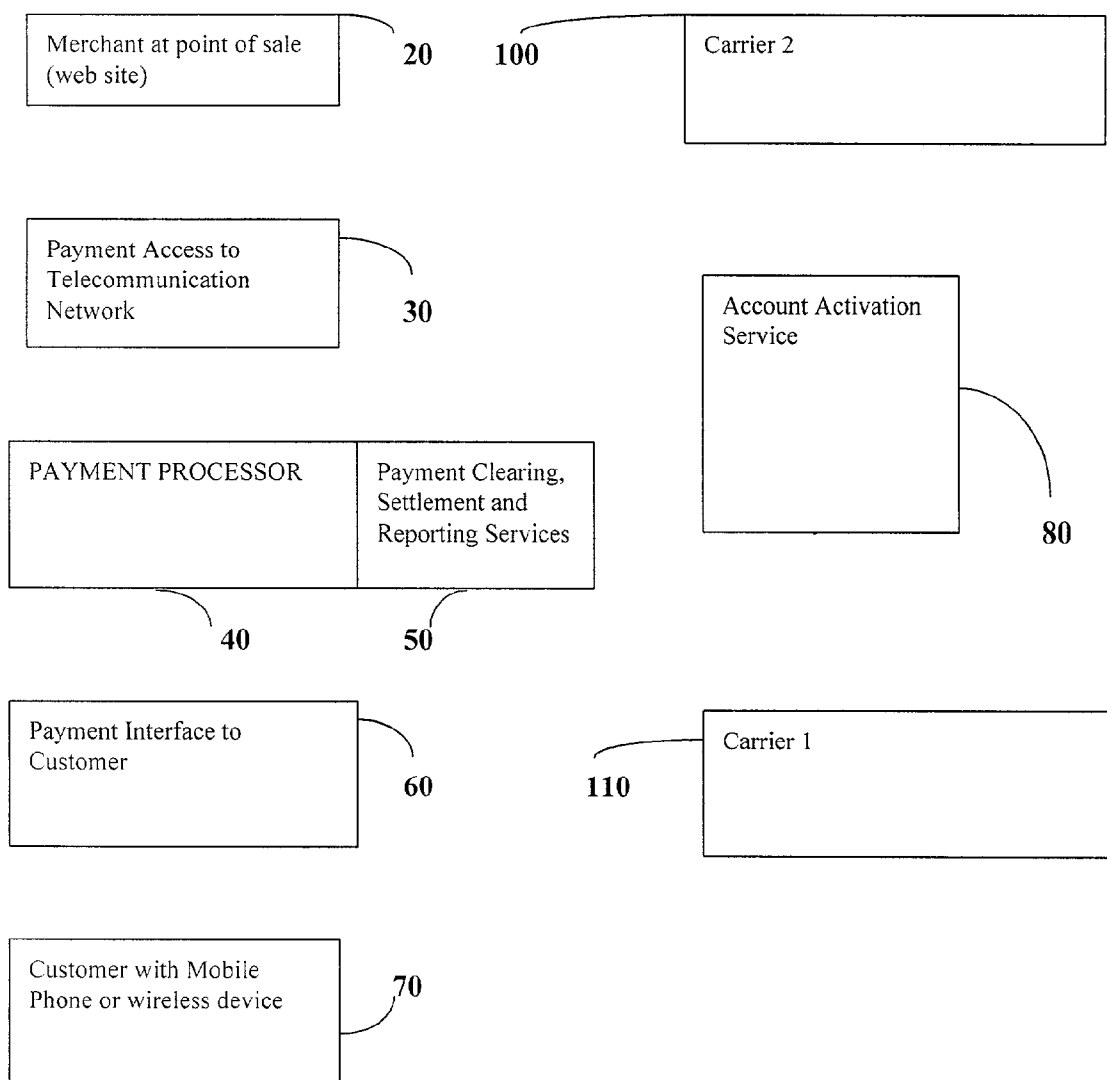 Merchant at point of sale
(web site)
20
100
Carrier 2
Payment Access to
Telecommunication
Network
30
Account Activation
Service
80
PAYMENT PROCESSOR
Payment Clearing,
Settlement and
Reporting Services
40
50
Payment Interface to
Customer
60
110
Carrier 1
Customer with Mobile
Phone or wireless device
70